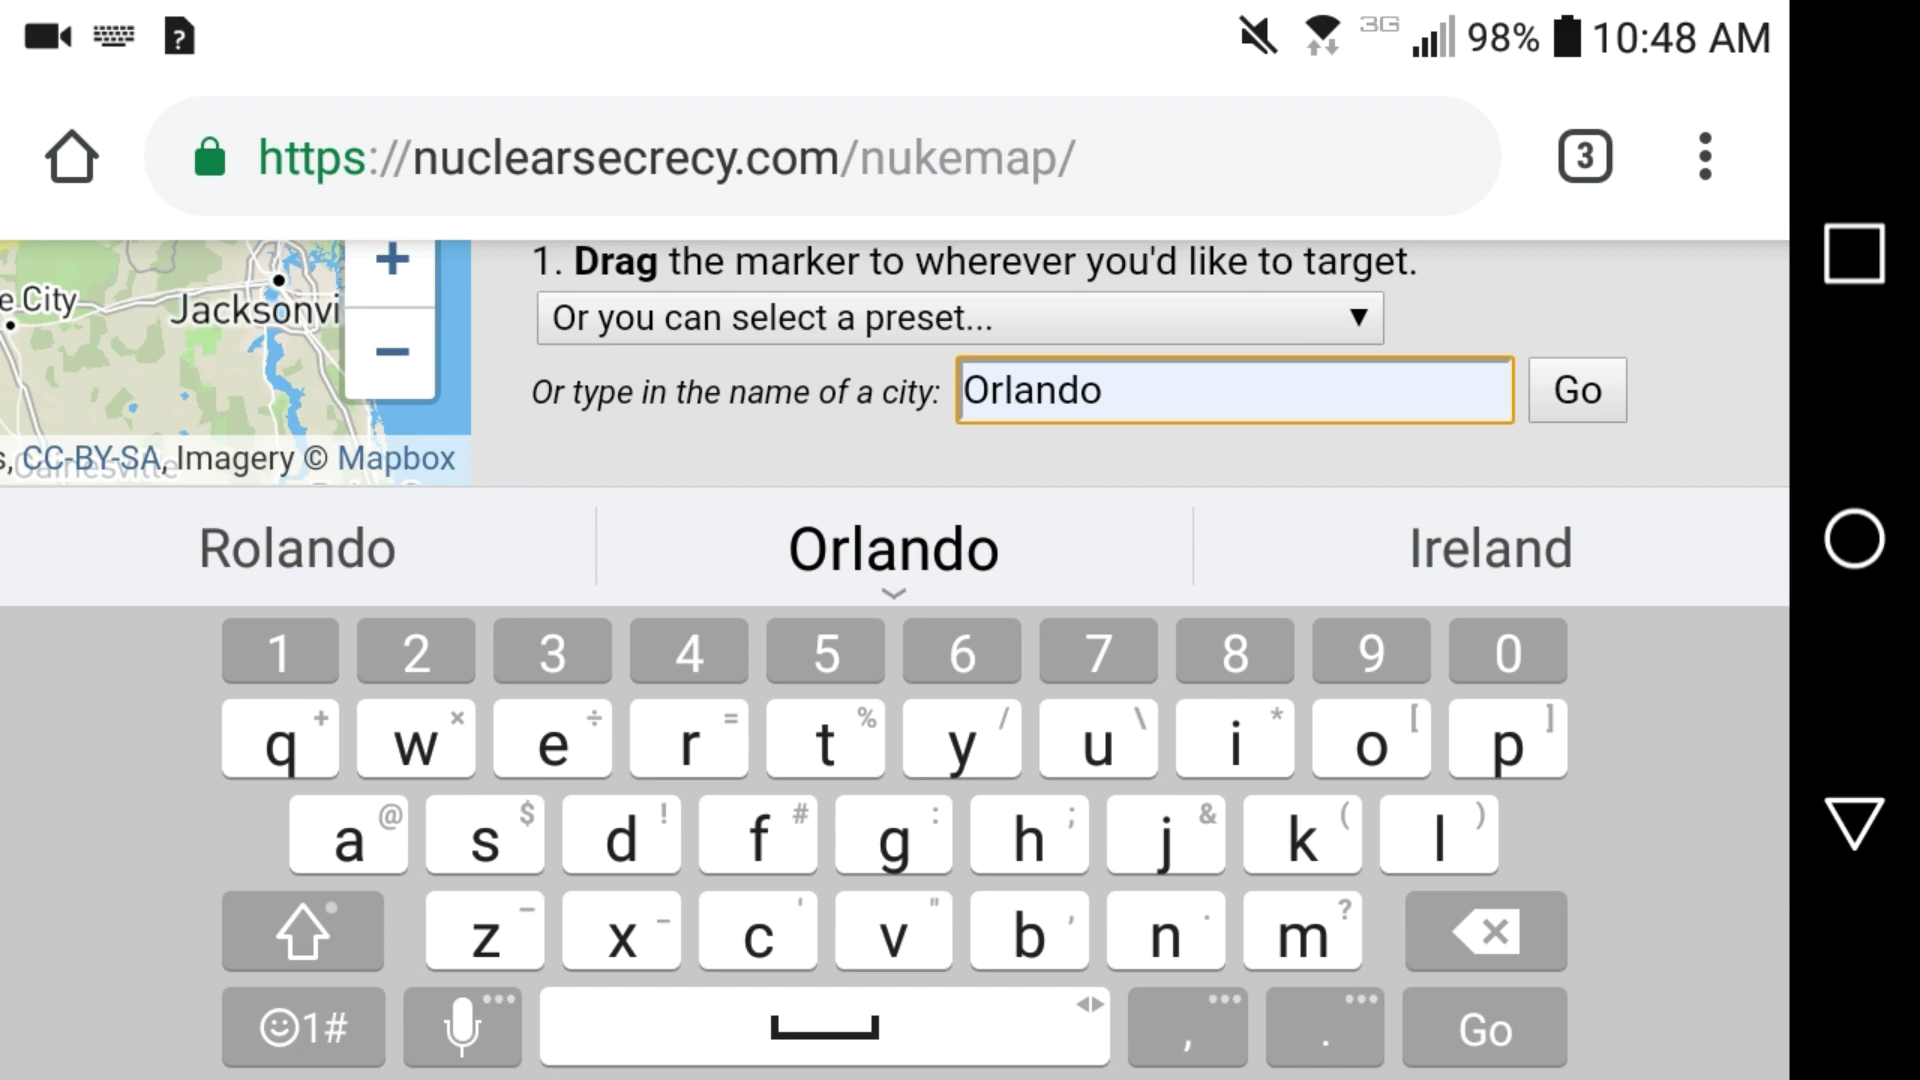 3G 98% 10:48 AM
https://nuclearsecrecy.com/nukemap/ 3
1. Drag the marker to wherever you'd like to target.
Or you can select a preset... ▼
Or type in the name of a city: Orlando Go
e City
Jacksonvi
+
−
Gainesville
s, CC-BY-SA, Imagery © Mapbox
Rolando Orlando Ireland
1 2 3 4 5 6 7 8 9 0
q + w × e ÷ r = t % y / u \ i * o [ p ]
a @ s $ d ! f # g : h ; j & k ( l )
z – x _ c ' v " b , n . m ?
1# , . Go